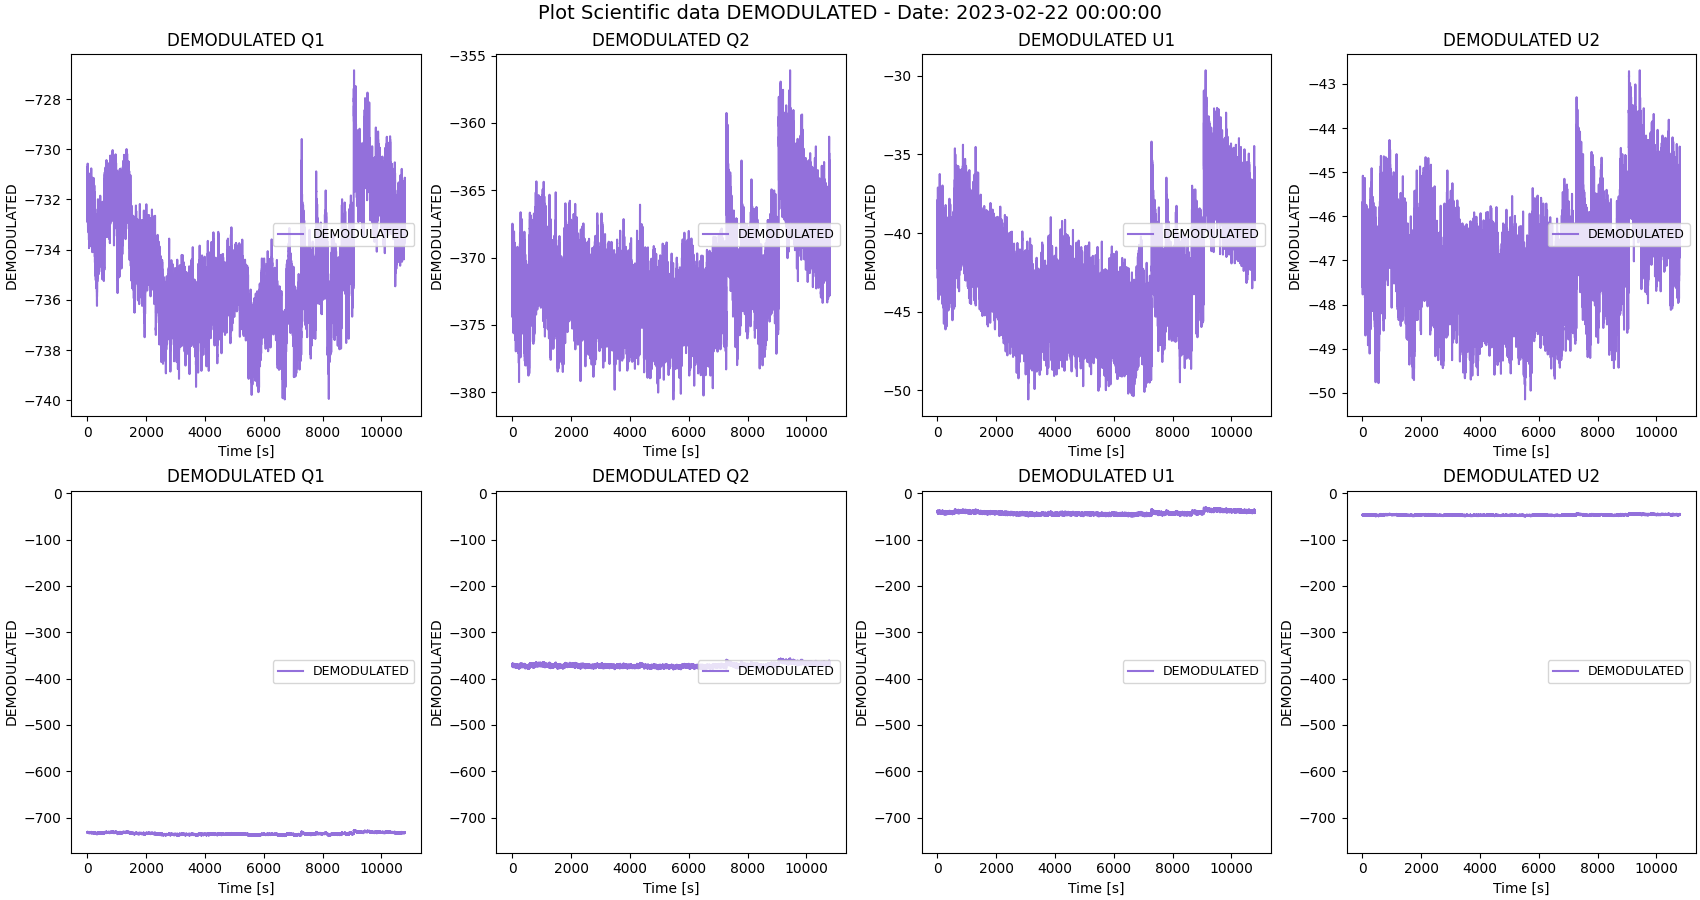 Plot Scientific data DEMODULATED - Date: 2023-02-22 00:00:00
DEMODULATED Q1
DEMODULATED
−728
−730
−732
−734
−736
−738
−740
DEMODULATED
0 2000 4000 6000 8000 10000
Time [s]
DEMODULATED Q2
DEMODULATED
−355
−360
−365
−370
−375
−380
DEMODULATED
0 2000 4000 6000 8000 10000
Time [s]
DEMODULATED U1
DEMODULATED
−30
−35
−40
−45
−50
DEMODULATED
0 2000 4000 6000 8000 10000
Time [s]
DEMODULATED U2
DEMODULATED
−43
−44
−45
−46
−47
−48
−49
−50
DEMODULATED
0 2000 4000 6000 8000 10000
Time [s]
DEMODULATED Q1
DEMODULATED
0
−100
−200
−300
−400
−500
−600
−700
DEMODULATED
0 2000 4000 6000 8000 10000
Time [s]
DEMODULATED Q2
DEMODULATED
0
−100
−200
−300
−400
−500
−600
−700
DEMODULATED
0 2000 4000 6000 8000 10000
Time [s]
DEMODULATED U1
DEMODULATED
0
−100
−200
−300
−400
−500
−600
−700
DEMODULATED
0 2000 4000 6000 8000 10000
Time [s]
DEMODULATED U2
DEMODULATED
0
−100
−200
−300
−400
−500
−600
−700
DEMODULATED
0 2000 4000 6000 8000 10000
Time [s]